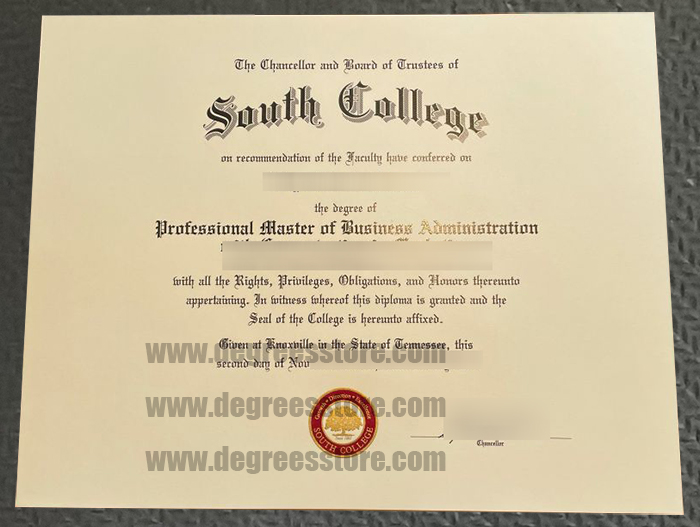 The Chancellor and Board of Trustees of
South College
on recommendation of the Faculty have conferred on
the degree of
Professional Master of Business Administration
with all the Rights, Privileges, Obligations, and Honors thereunto
appertaining. In witness whereof this diploma is granted and the
Seal of the College is hereunto affixed.
Given at Knoxville in the State of Tennessee, this
www.degreesstore.com
second day of Nov
www.degreesstore.com
Growth · Direction · Excellence
SOUTH COLLEGE
Chancellor
www.degreesstore.com